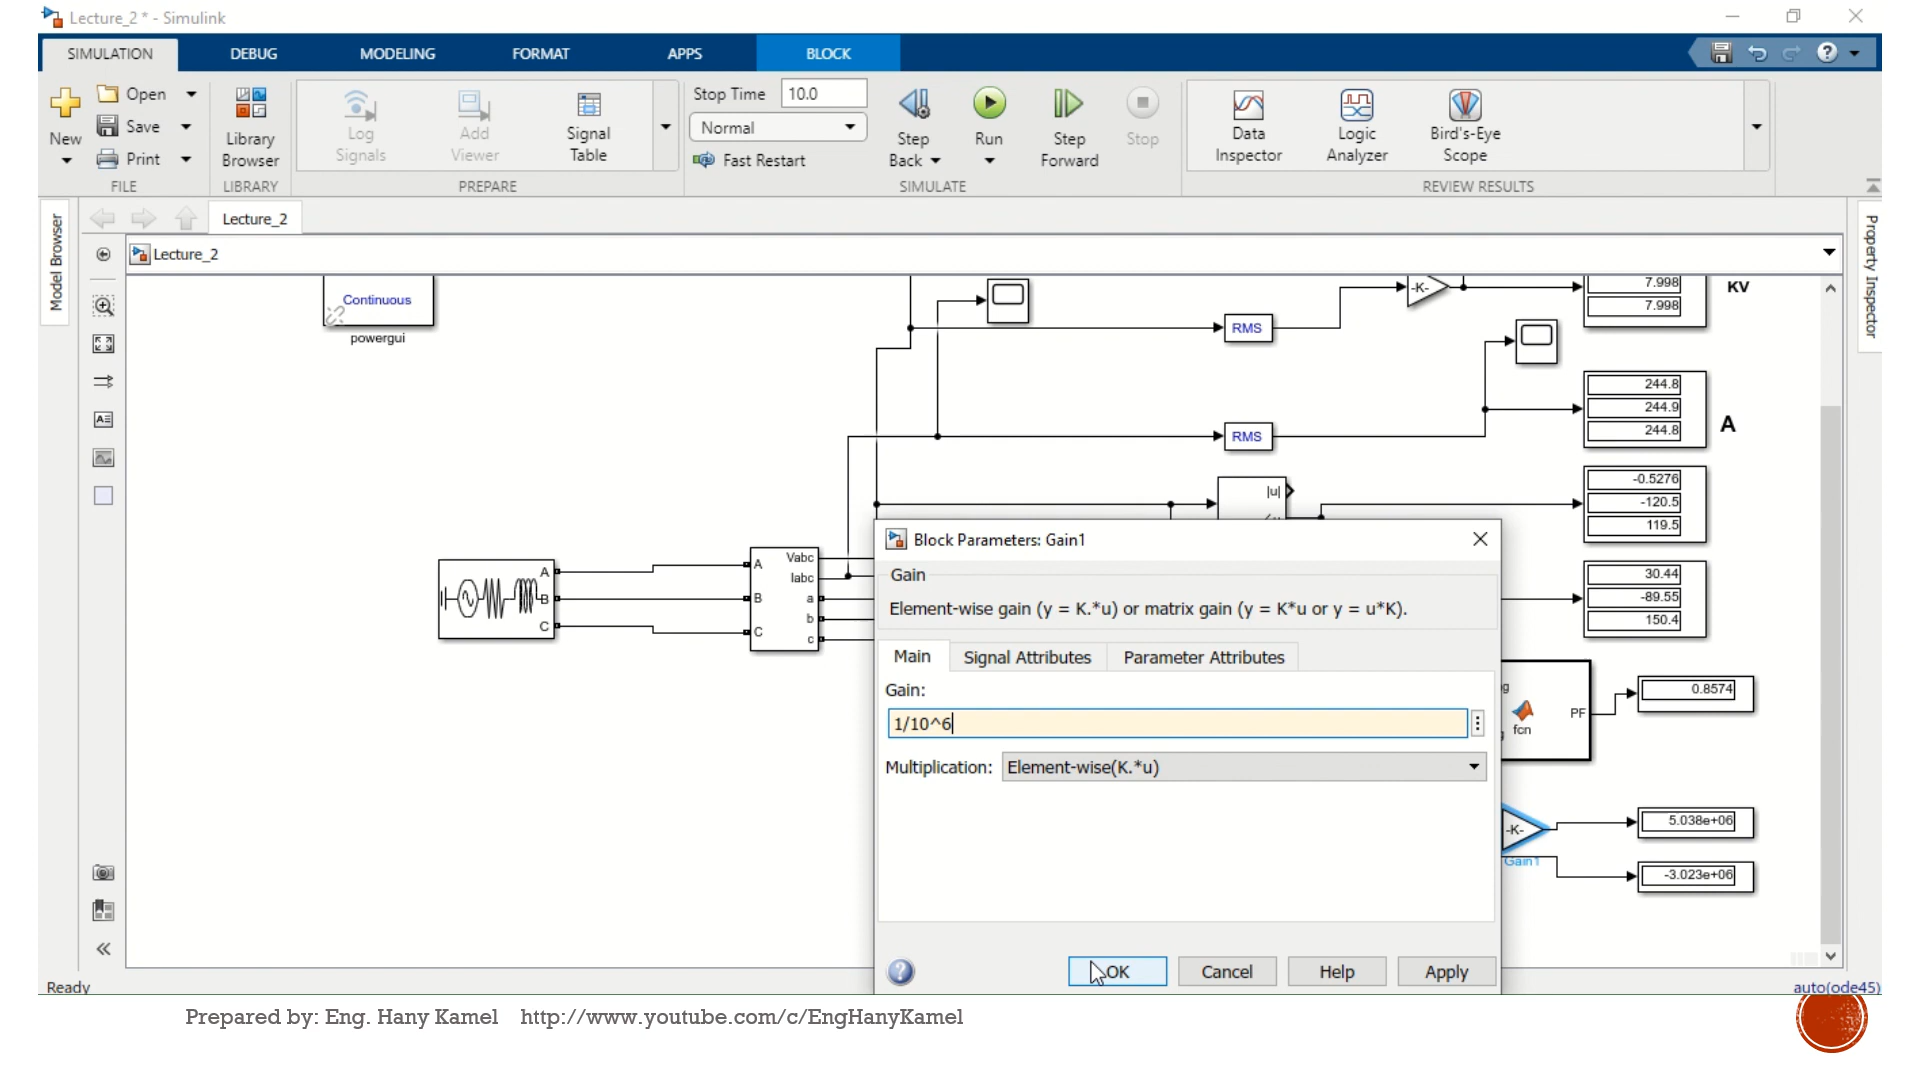 Lecture_2 * - Simulink
SIMULATION DEBUG MODELING FORMAT APPS BLOCK
New
Open
Save
Print
FILE
Library Browser
LIBRARY
Log Signals
Add Viewer
Signal Table
PREPARE
Stop Time 10.0
Normal
Fast Restart
Step Back
Run
Step Forward
Stop
SIMULATE
Data Inspector
Logic Analyzer
Bird's-Eye Scope
REVIEW RESULTS
Model Browser
Property Inspector
Lecture_2
Lecture_2
Continuous
powergui
RMS
-K-
7.998
7.998
KV
RMS
244.8
244.9
244.8
A
|u|
-0.5276
-120.5
119.5
30.44
-89.55
150.4
A
B
C
A
B
C
Vabc
Iabc
a
b
c
fcn
PF
0.8574
-K-
Gain1
5.038e+06
-3.023e+06
Block Parameters: Gain1
Gain
Element-wise gain (y = K.*u) or matrix gain (y = K*u or y = u*K).
Main Signal Attributes Parameter Attributes
Gain:
1/10^6
Multiplication: Element-wise(K.*u)
OK Cancel Help Apply
Ready
auto(ode45)
Prepared by: Eng. Hany Kamel http://www.youtube.com/c/EngHanyKamel